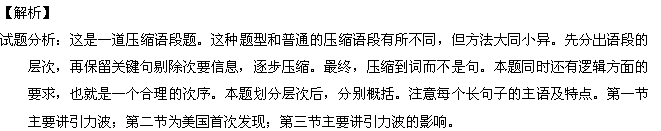 【解析】
试题分析：这是一道压缩语段题。这种题型和普通的压缩语段有所不同，但方法大同小异。先分出语段的
层次，再保留关键句剔除次要信息，逐步压缩。最终，压缩到词而不是句。本题同时还有逻辑方面的
要求，也就是一个合理的次序。本题划分层次后，分别概括。注意每个长句子的主语及特点。第一节
主要讲引力波；第二节为美国首次发现；第三节主要讲引力波的影响。